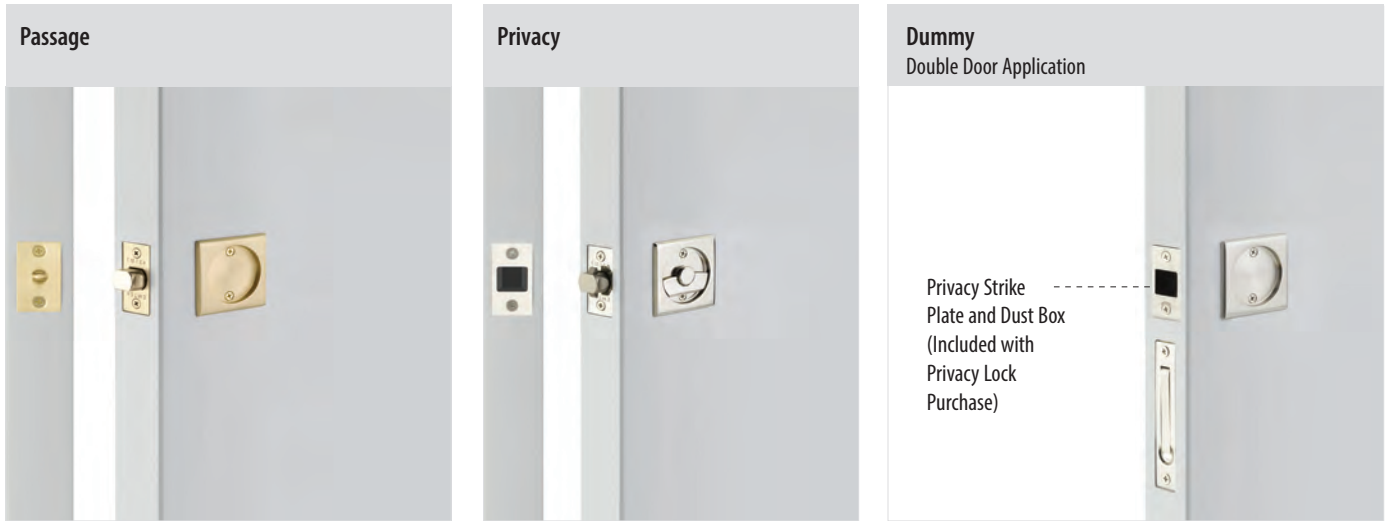 Passage
Privacy
Dummy
Double Door Application
Privacy Strike
Plate and Dust Box
(Included with
Privacy Lock
Purchase)